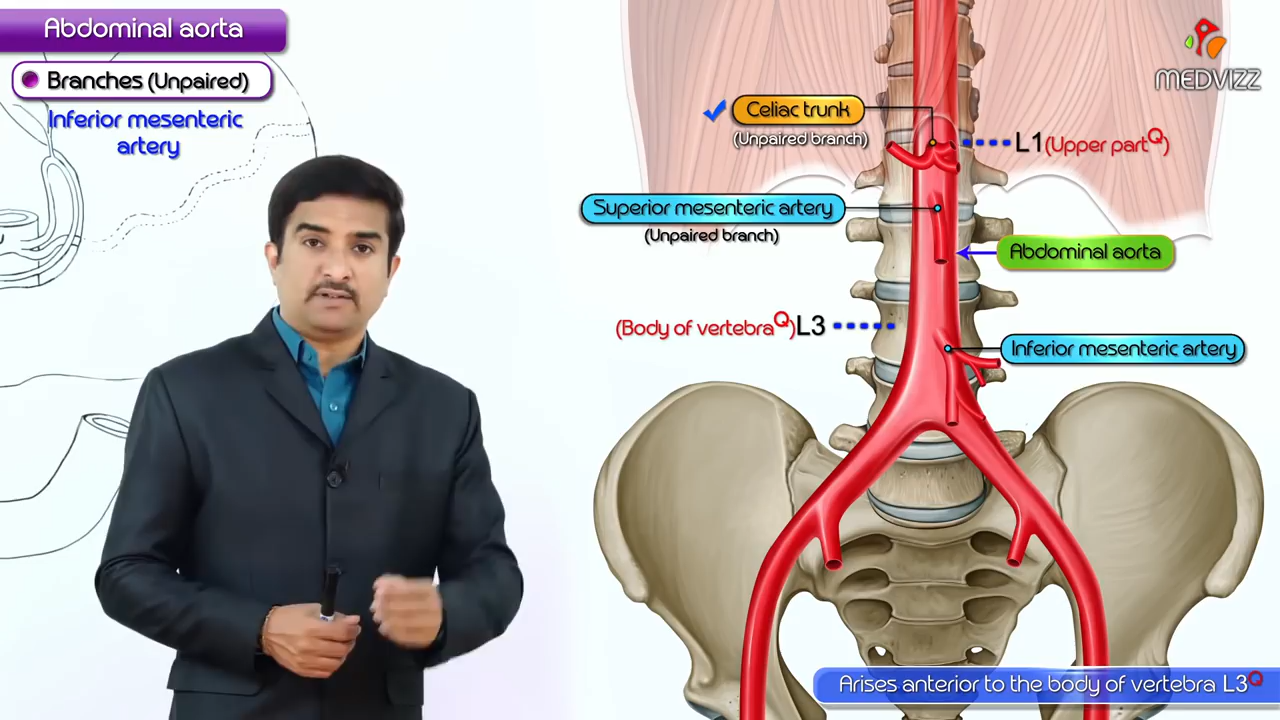 Abdominal aorta
Branches (Unpaired)
Inferior mesenteric
artery
MEDVIZZ
Celiac trunk
(Unpaired branch)
L1 (Upper part Q)
Superior mesenteric artery
(Unpaired branch)
Abdominal aorta
(Body of vertebra Q) L3
Inferior mesenteric artery
Arises anterior to the body of vertebra L3 Q